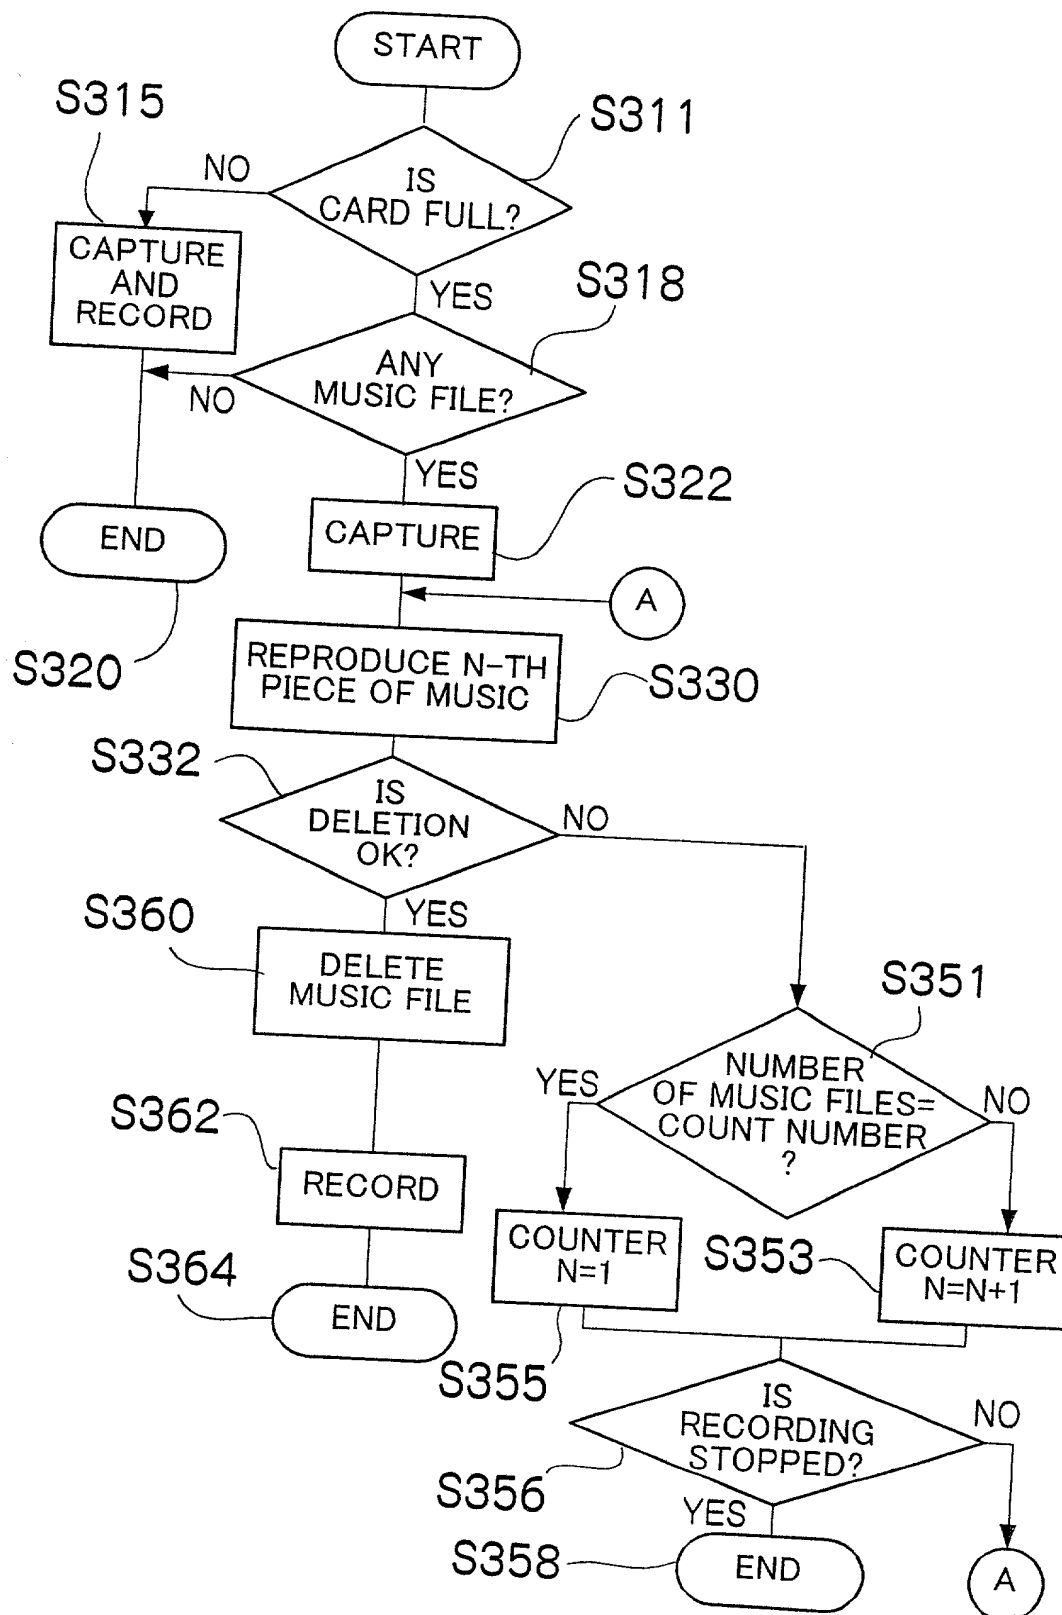 START
S315
S311
NO
IS
CARD FULL?
CAPTURE
AND
RECORD
YES
S318
ANY
MUSIC FILE?
NO
YES
S322
CAPTURE
END
A
S320
REPRODUCE N-TH
PIECE OF MUSIC
S330
S332
IS
DELETION
OK?
NO
YES
S360
DELETE
MUSIC FILE
S351
NUMBER
OF MUSIC FILES=
COUNT NUMBER
?
YES
NO
S362
RECORD
COUNTER
N=1
S353
COUNTER
N=N+1
S364
END
S355
IS
RECORDING
STOPPED?
NO
S356
YES
S358
END
A